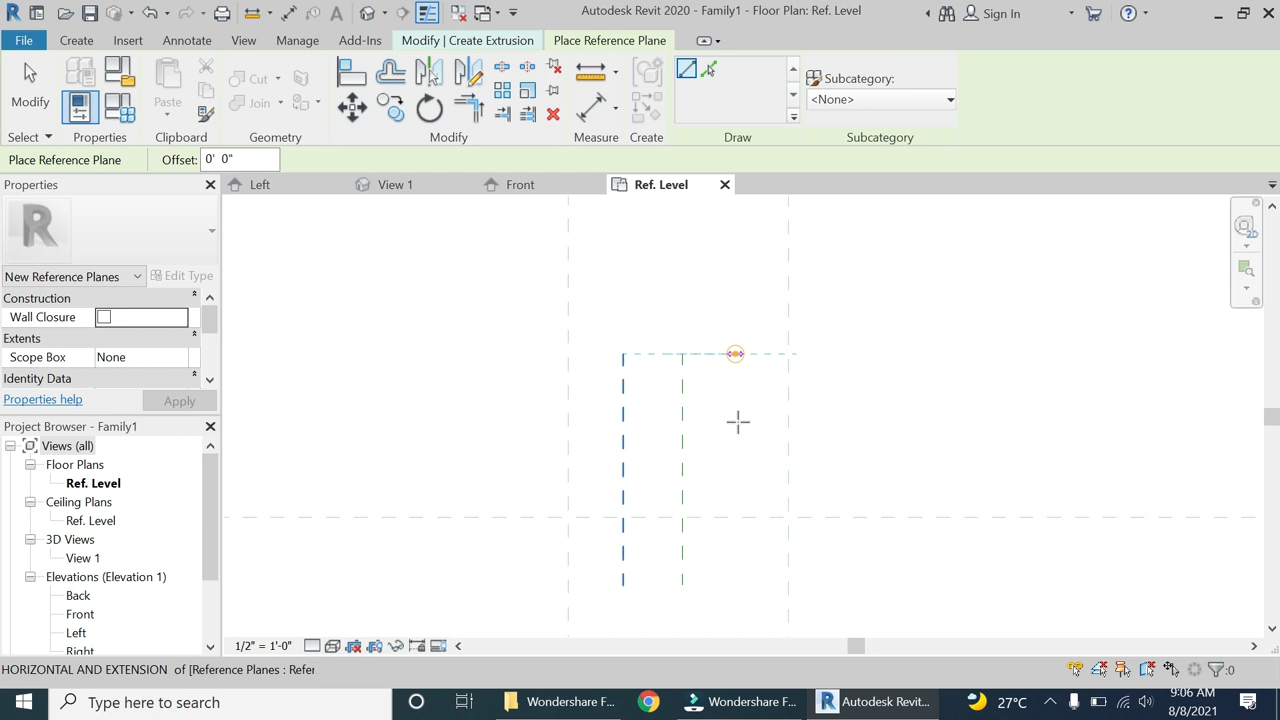 Autodesk Revit 2020 - Family1 - Floor Plan: Ref. Level
Sign In
File
Create
Insert
Annotate
View
Manage
Add-Ins
Modify | Create Extrusion
Place Reference Plane
Modify
Paste
Cut
Join
Subcategory:
<None>
Select
Properties
Clipboard
Geometry
Modify
Measure
Create
Draw
Subcategory
Place Reference Plane
Offset: 0' 0"
Properties
Left
View 1
Front
Ref. Level
New Reference Planes
Edit Type
Construction
Wall Closure
Extents
Scope Box None
Identity Data
Properties help
Apply
Project Browser - Family1
Views (all)
Floor Plans
Ref. Level
Ceiling Plans
Ref. Level
3D Views
View 1
Elevations (Elevation 1)
Back
Front
Left
Right
1/2" = 1'-0"
HORIZONTAL AND EXTENSION of [Reference Planes : Refer
:0
Type here to search
Wondershare F...
Wondershare F...
Autodesk Revit...
27°C
9:06 AM
8/8/2021